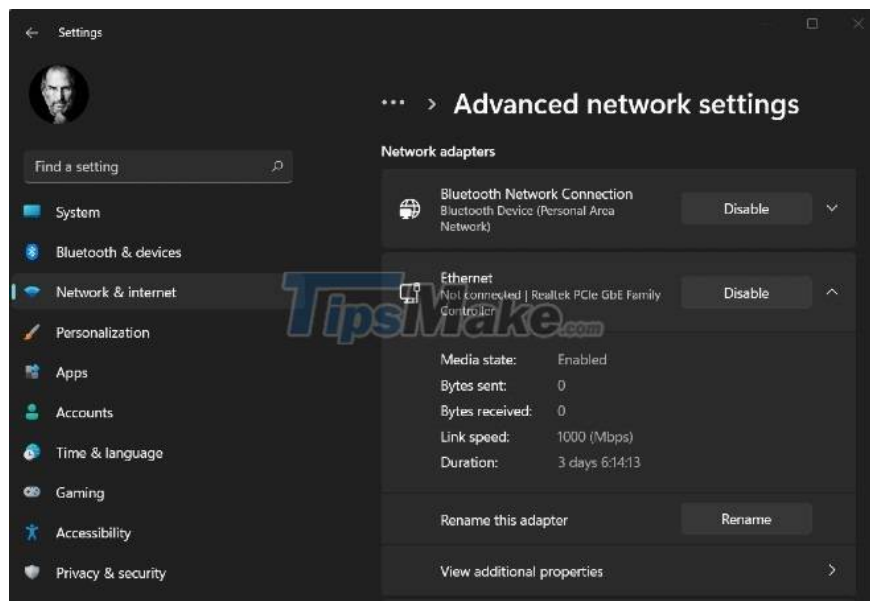 Settings
Find a setting
System
Bluetooth & devices
Network & internet
Personalization
Apps
Accounts
Time & language
Gaming
Accessibility
Privacy & security
Advanced network settings
Network adapters
Bluetooth Network Connection
Bluetooth Device (Personal Area
Network)
Disable
Ethernet
Not connected | Realtek PCIe GbE Family
Controller
Disable
TipsMake.com
Media state: Enabled
Bytes sent: 0
Bytes received: 0
Link speed: 1000 (Mbps)
Duration: 3 days 6:14:13
Rename this adapter
Rename
View additional properties